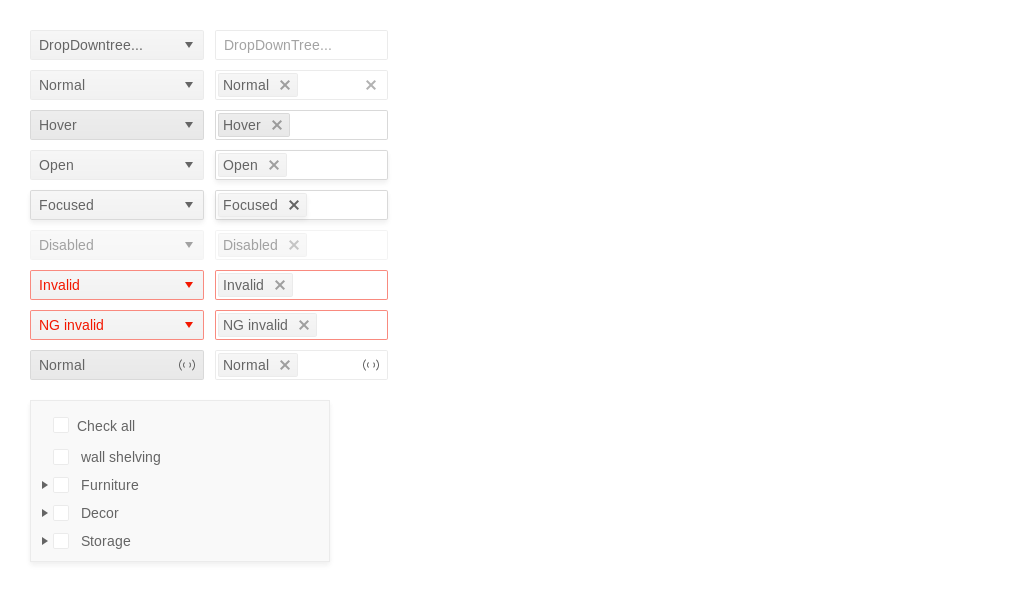 DropDowntree... DropDownTree...
Normal Normal
Hover Hover
Open Open
Focused Focused
Disabled Disabled
Invalid Invalid
NG invalid NG invalid
Normal Normal
Check all
wall shelving
Furniture
Decor
Storage